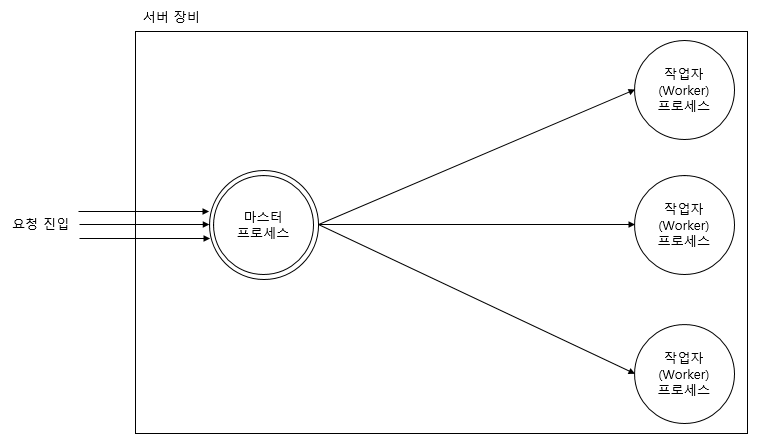 서버 장비
작업자
(Worker)
프로세스
요청 진입
마스터
프로세스
작업자
(Worker)
프로세스
작업자
(Worker)
프로세스